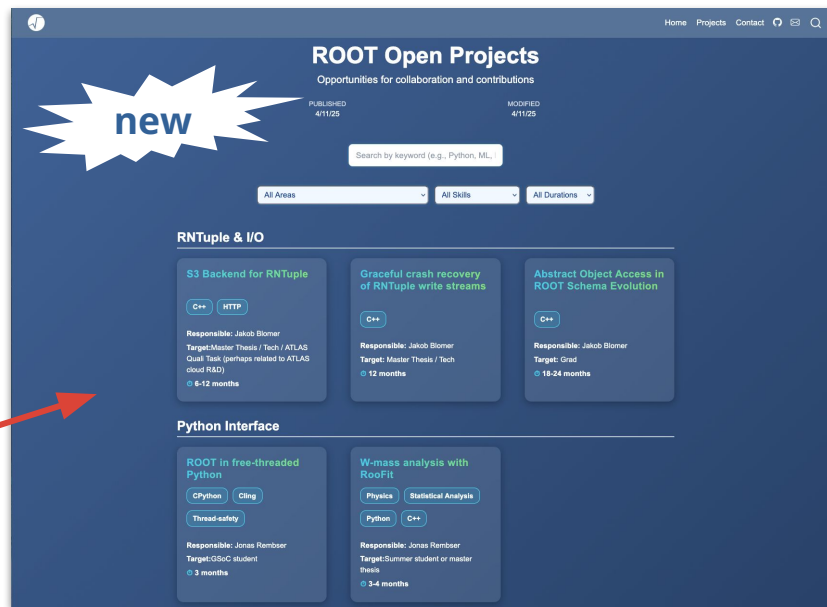 Home Projects Contact
ROOT Open Projects
Opportunities for collaboration and contributions
new
PUBLISHED
4/11/25
MODIFIED
4/11/25
Search by keyword (e.g., Python, ML,
All Areas
All Skills
All Durations
RNTuple & I/O
S3 Backend for RNTuple
C++ HTTP
Responsible: Jakob Blomer
Target:Master Thesis / Tech / ATLAS
Quali Task (perhaps related to ATLAS
cloud R&D)
6-12 months
Graceful crash recovery
of RNTuple write streams
C++
Responsible: Jakob Blomer
Target: Master Thesis / Tech
12 months
Abstract Object Access in
ROOT Schema Evolution
C++
Responsible: Jakob Blomer
Target: Grad
18-24 months
Python Interface
ROOT in free-threaded
Python
CPython Cling
Thread-safety
Responsible: Jonas Rembser
Target:GSoC student
3 months
W-mass analysis with
RooFit
Physics Statistical Analysis
Python C++
Responsible: Jonas Rembser
Target:Summer student or master
thesis
3-4 months